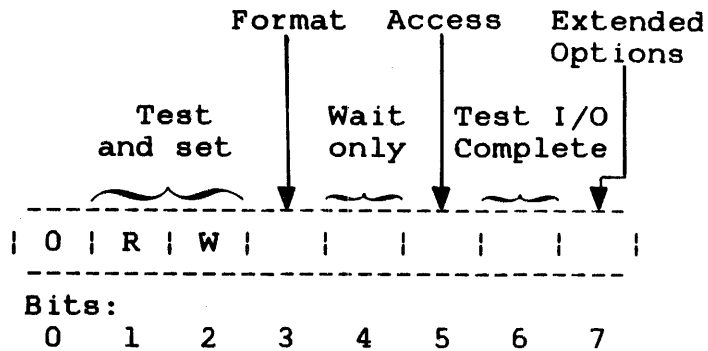 Format Access Extended
Options
Test Wait Test I/O
and set only Complete
0 R W
Bits:
0 1 2 3 4 5 6 7